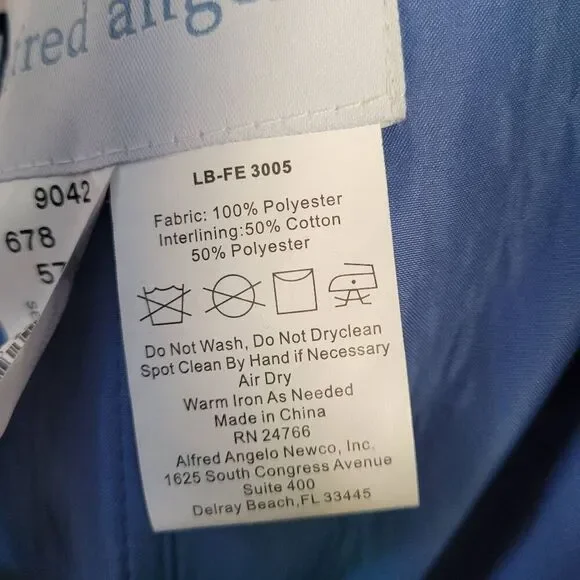 red ang
9042
678
57
LB-FE 3005
Fabric: 100% Polyester
Interlining:50% Cotton
50% Polyester
Do Not Wash, Do Not Dryclean
Spot Clean By Hand if Necessary
Air Dry
Warm Iron As Needed
Made in China
RN 24766
Alfred Angelo Newco, Inc.
1625 South Congress Avenue
Suite 400
Delray Beach,FL 33445